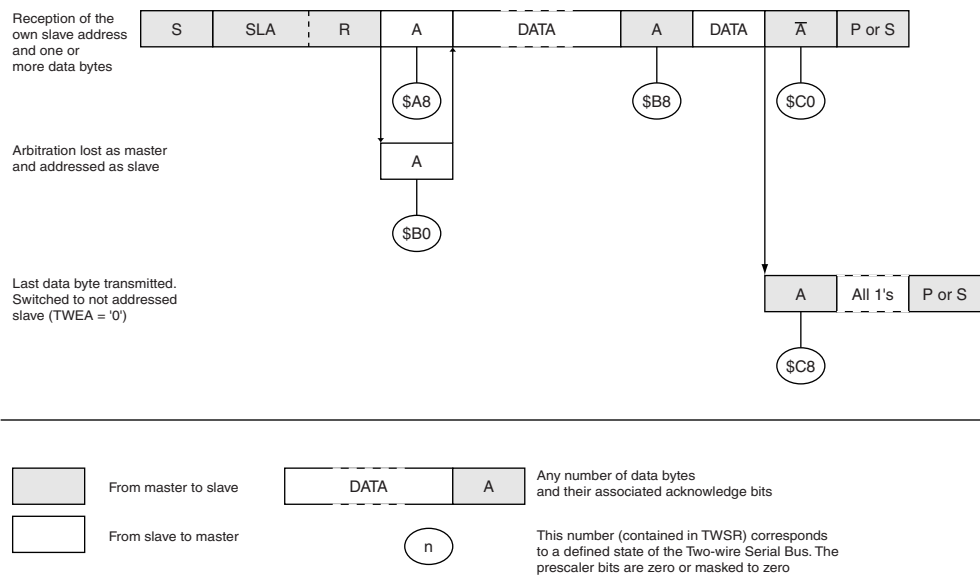 Reception of the
own slave address
and one or
more data bytes
S SLA R A DATA A DATA A̅ P or S
$A8 $B8 $C0
Arbitration lost as master
and addressed as slave
A
$B0
Last data byte transmitted.
Switched to not addressed
slave (TWEA = '0')
A All 1's P or S
$C8
From master to slave
DATA A
Any number of data bytes
and their associated acknowledge bits
From slave to master
n
This number (contained in TWSR) corresponds
to a defined state of the Two-wire Serial Bus. The
prescaler bits are zero or masked to zero